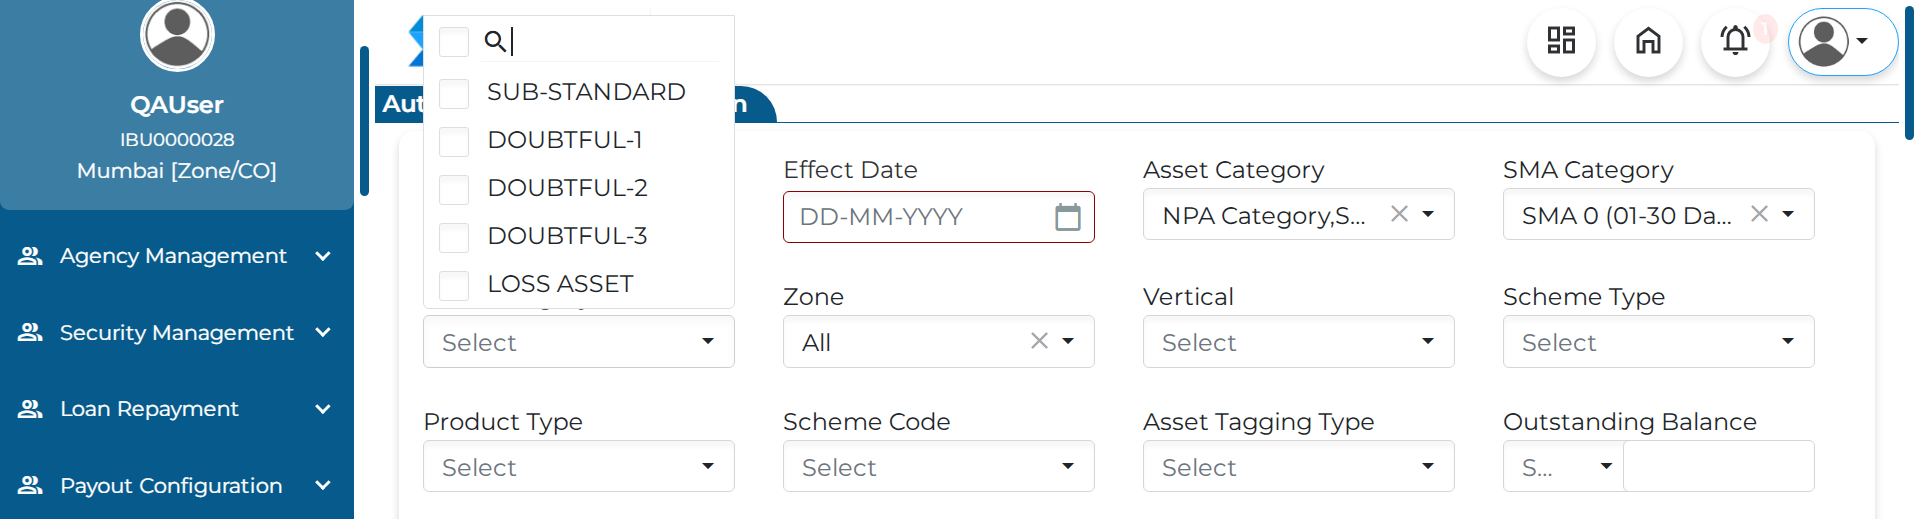 QAUser
IBU0000028
Mumbai [Zone/CO]
Agency Management
Security Management
Loan Repayment
Payout Configuration
SUB-STANDARD
DOUBTFUL-1
DOUBTFUL-2
DOUBTFUL-3
LOSS ASSET
1
Effect Date
Asset Category
SMA Category
DD-MM-YYYY
NPA Category,S...
SMA 0 (01-30 Da...
Zone
Vertical
Scheme Type
Select
All
Select
Select
Product Type
Scheme Code
Asset Tagging Type
Outstanding Balance
Select
Select
Select
S...